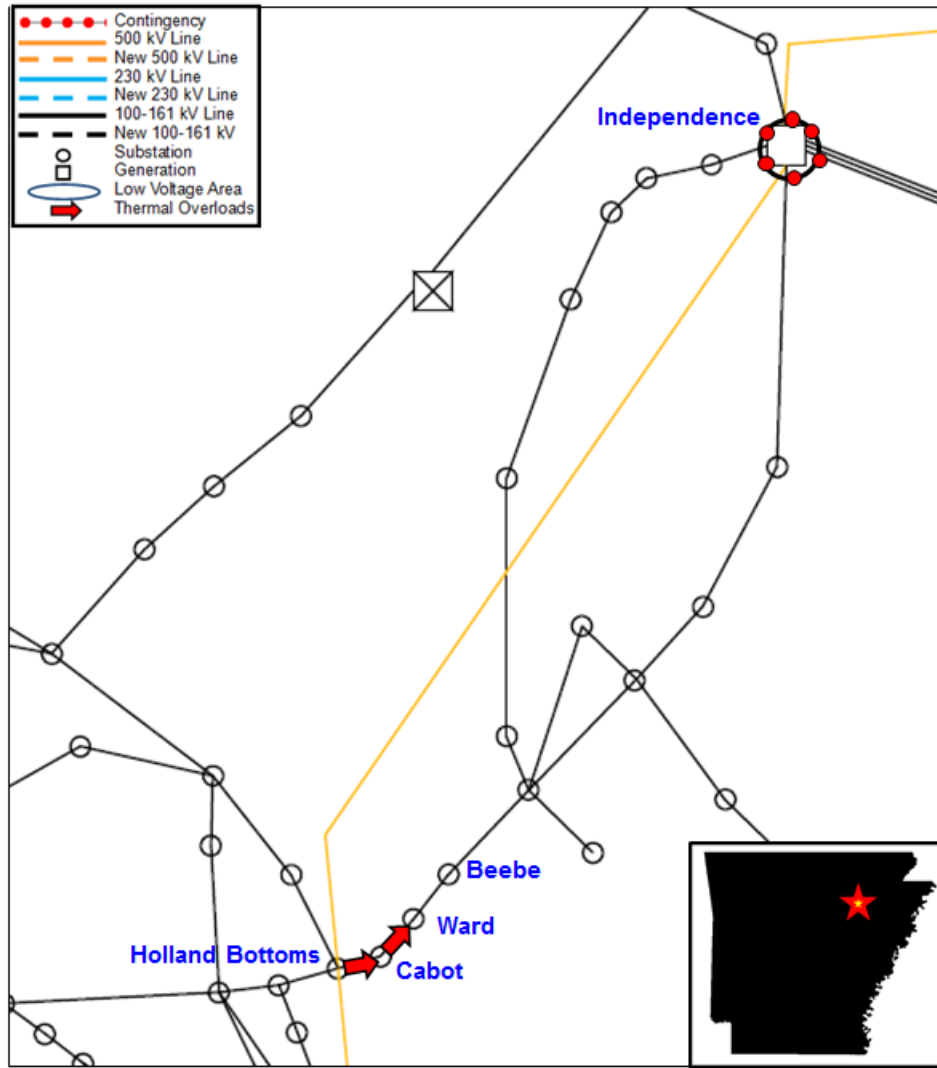 Contingency
500 kV Line
New 500 kV Line
230 kV Line
New 230 kV Line
100-161 kV Line
New 100-161 kV
Substation
Generation
Low Voltage Area
Thermal Overloads
Independence
Beebe
Ward
Holland Bottoms
Cabot